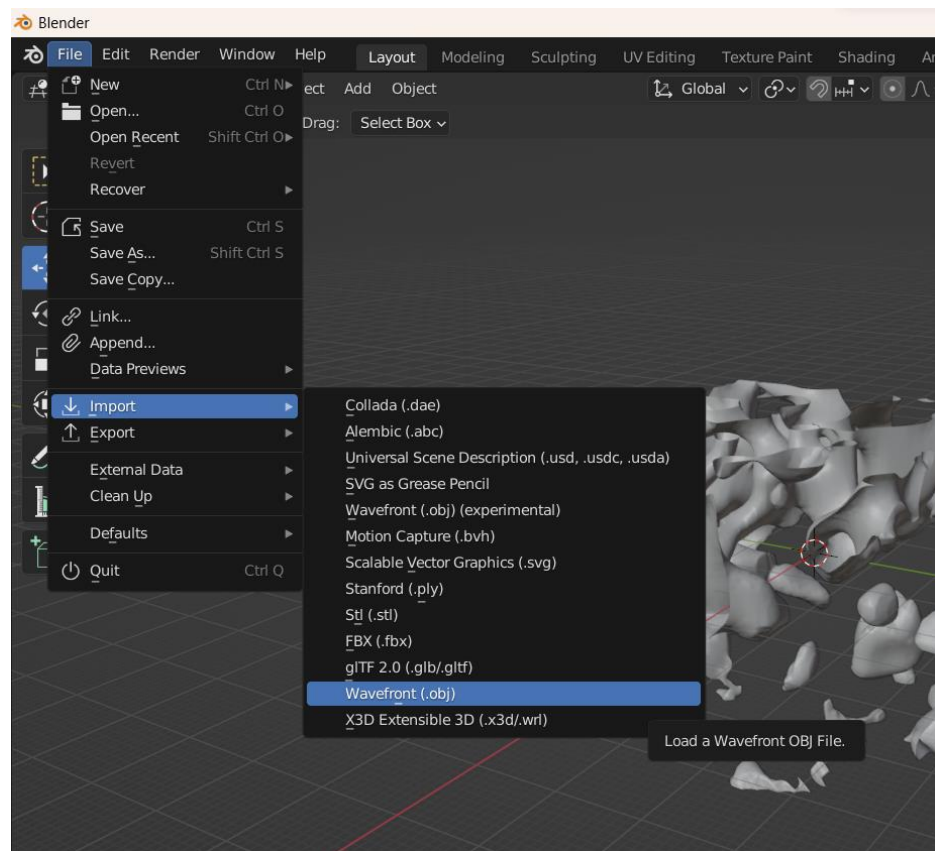 Blender
File Edit Render Window Help Layout Modeling Sculpting UV Editing Texture Paint Shading
ect Add Object Global
Drag: Select Box
New Ctrl N
Open... Ctrl O
Open Recent Shift Ctrl O
Revert
Recover
Save Ctrl S
Save As... Shift Ctrl S
Save Copy...
Link...
Append...
Data Previews
Import
Export
External Data
Clean Up
Defaults
Quit Ctrl Q
Collada (.dae)
Alembic (.abc)
Universal Scene Description (.usd, .usdc, .usda)
SVG as Grease Pencil
Wavefront (.obj) (experimental)
Motion Capture (.bvh)
Scalable Vector Graphics (.svg)
Stanford (.ply)
Stl (.stl)
FBX (.fbx)
glTF 2.0 (.glb/.gltf)
Wavefront (.obj)
X3D Extensible 3D (.x3d/.wrl)
Load a Wavefront OBJ File.